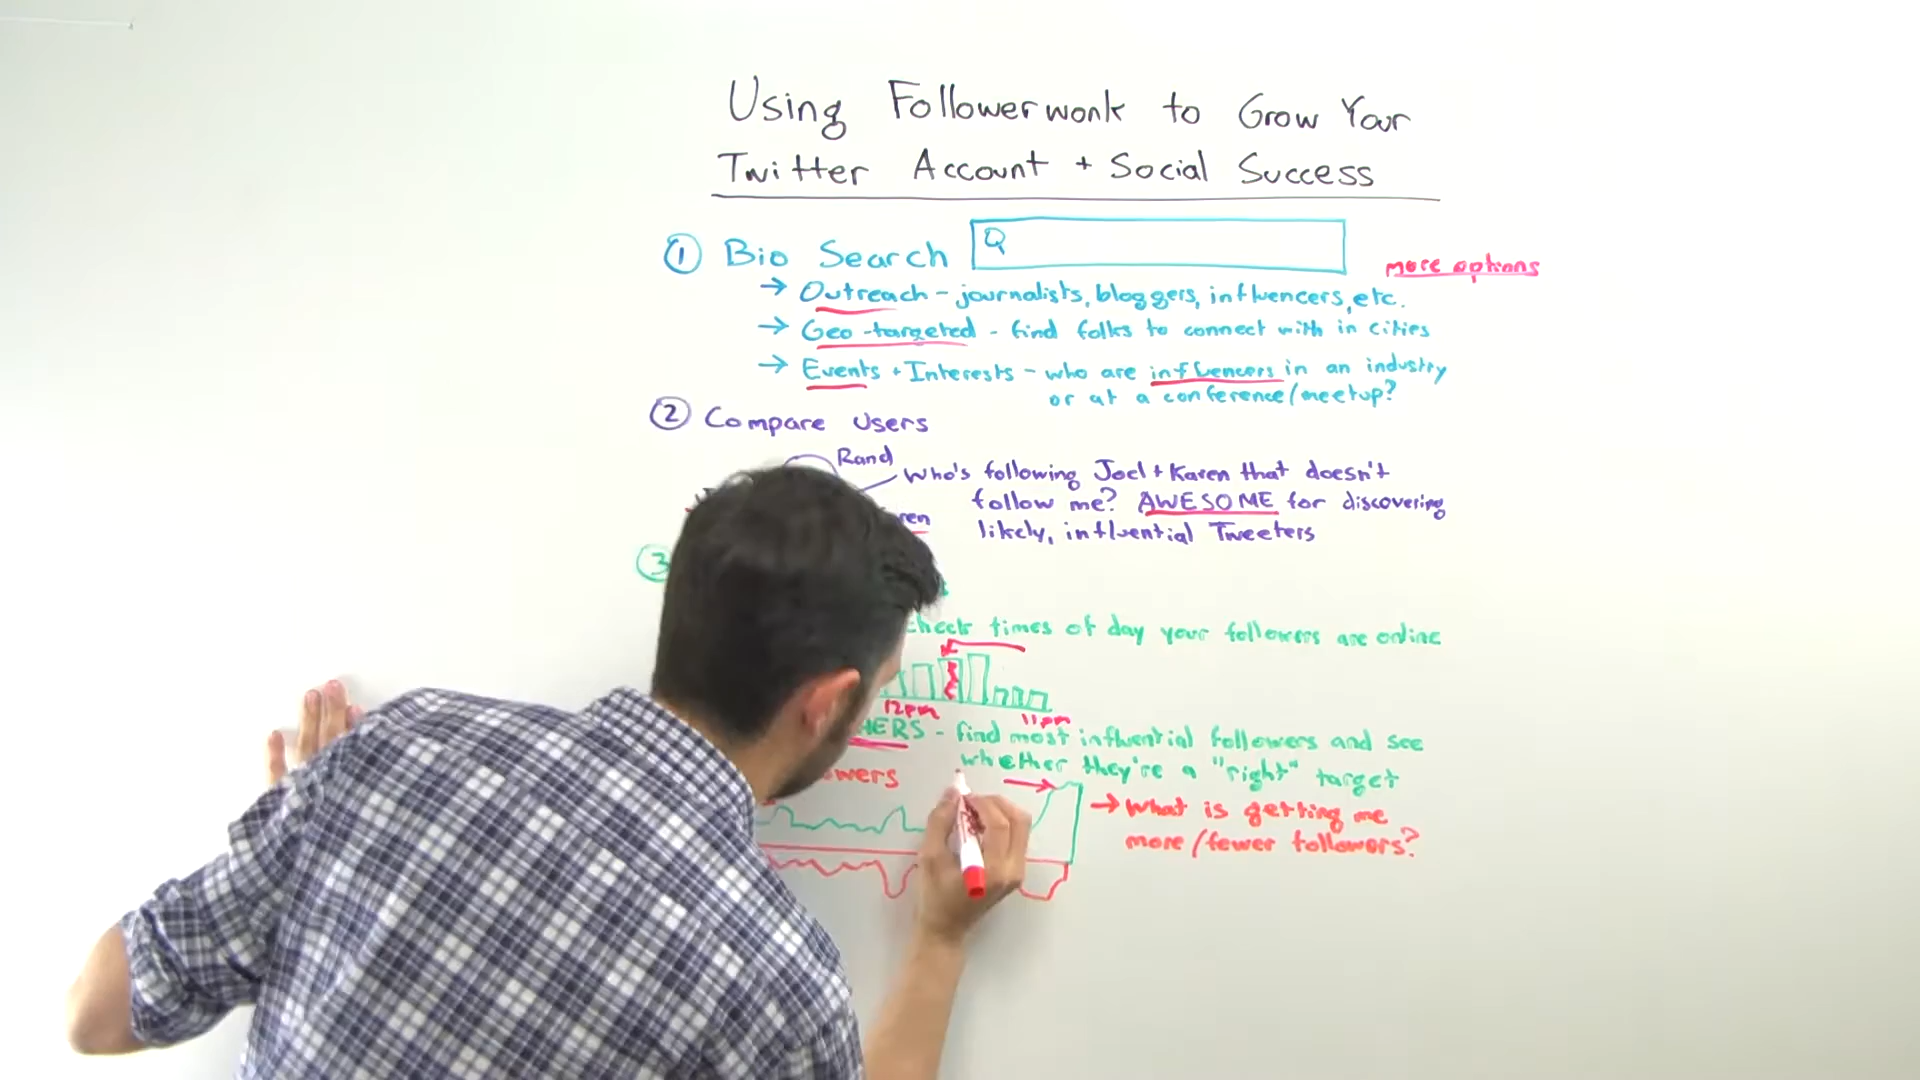 Using Followerwonk to Grow Your
Twitter Account + Social Success
1 Bio Search
more options
→ Outreach - journalists, bloggers, influencers, etc.
→ Geo-targeted - find folks to connect with in cities
→ Events + Interests - who are influencers in an industry
or at a conference/meetup?
2 Compare Users
Rand
Who's following Joel + Karen that doesn't
follow me? AWESOME for discovering
likely, influential Tweeters
3
check times of day your followers are online
12pm
11pm
- find most influential followers and see
whether they're a "right" target
→ What is getting me
more/fewer followers?